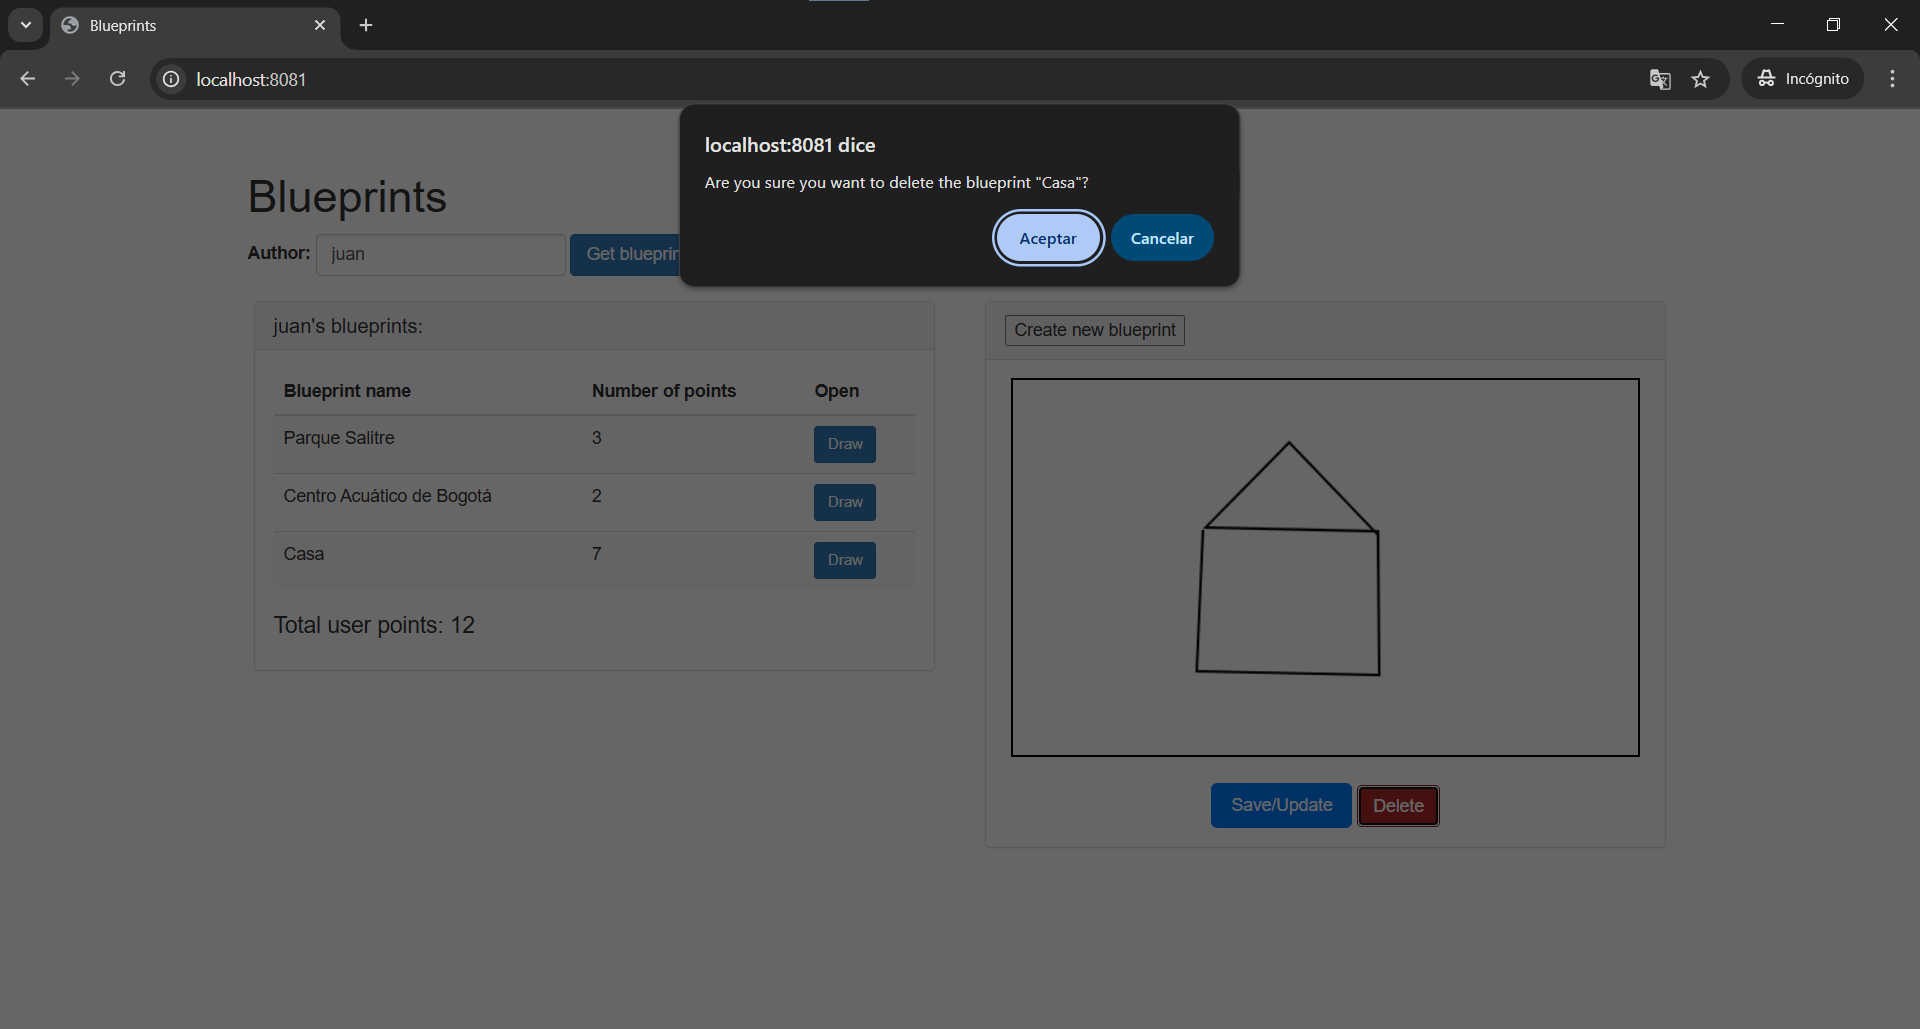 Blueprints
localhost:8081
Incógnito
localhost:8081 dice
Are you sure you want to delete the blueprint "Casa"?
Aceptar Cancelar
Blueprints
Author: juan Get
juan's blueprints:
Blueprint name Number of points Open
Parque Salitre 3 Draw
Centro Acuático de Bogotá 2 Draw
Casa 7 Draw
Total user points: 12
Create new blueprint
Save/Update Delete